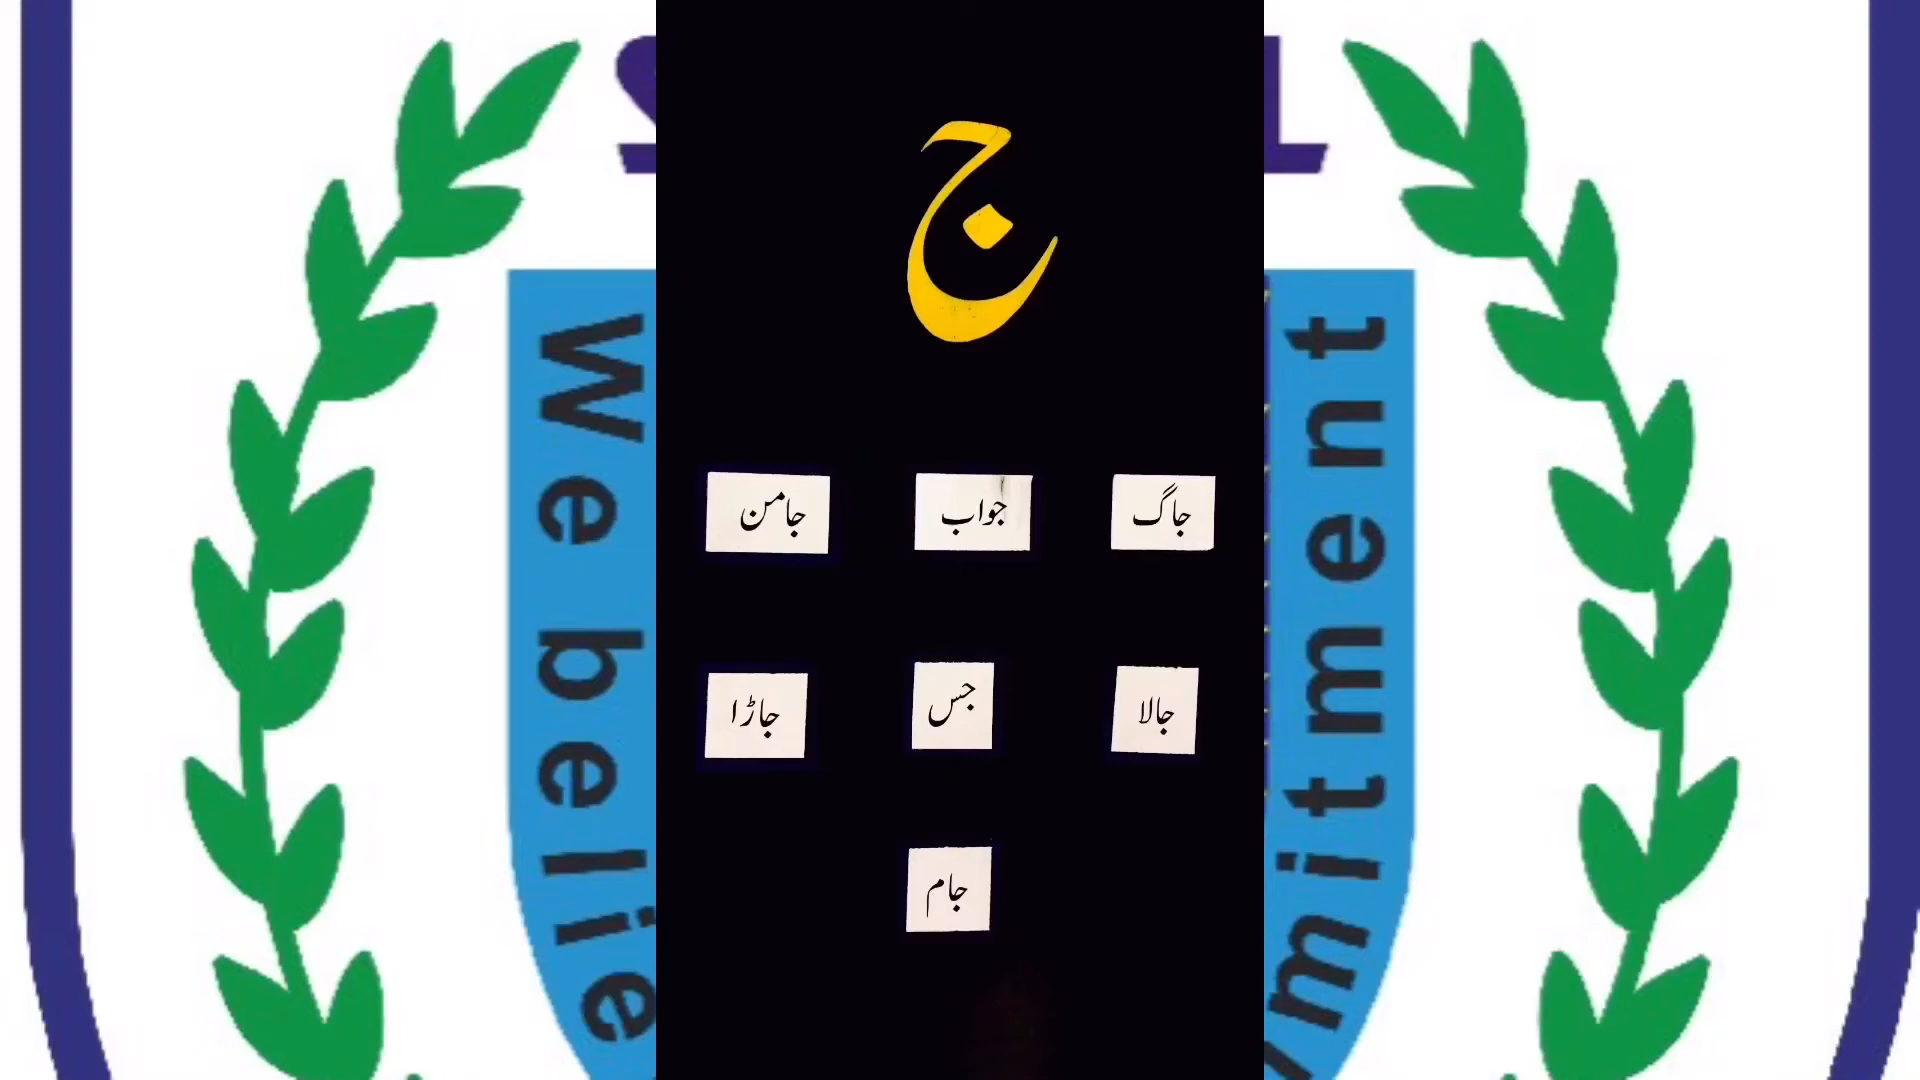 ج
جاگ جواب جامن
جالا جس جاڑا
جام
We belie
mitment